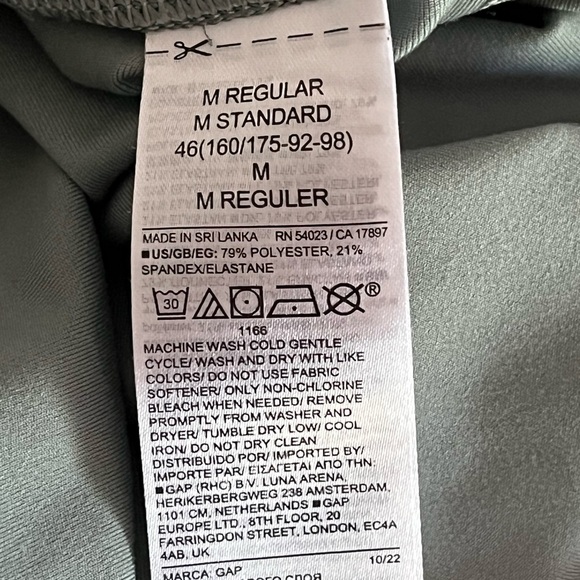 M REGULAR
M STANDARD
46(160/175-92-98)
M
M REGULER
MADE IN SRI LANKA RN 54023 / CA 17897
■US/GB/EG: 79% POLYESTER, 21%
SPANDEX/ELASTANE
30
®
1166
MACHINE WASH COLD GENTLE
CYCLE/ WASH AND DRY WITH LIKE
COLORS/ DO NOT USE FABRIC
SOFTENER/ ONLY NON-CHLORINE
BLEACH WHEN NEEDED/ REMOVE
PROMPTLY FROM WASHER AND
DRYER/ TUMBLE DRY LOW/ COOL
IRON/ DO NOT DRY CLEAN
DISTRIBUIDO POR/ IMPORTED BY/
IMPORTE PAR/ ΕΙΣΑΓΕΤΑΙ ΑΠΟ ΤΗΝ:
■GAP (RHC) B.V. LUNA ARENA,
HERIKERBERGWEG 238 AMSTERDAM,
1101 CM, NETHERLANDS ■GAP
EUROPE LTD., 8TH FLOOR, 20
FARRINGDON STREET, LONDON, EC4A
4AB, UK
MARCA: GAP 10/22